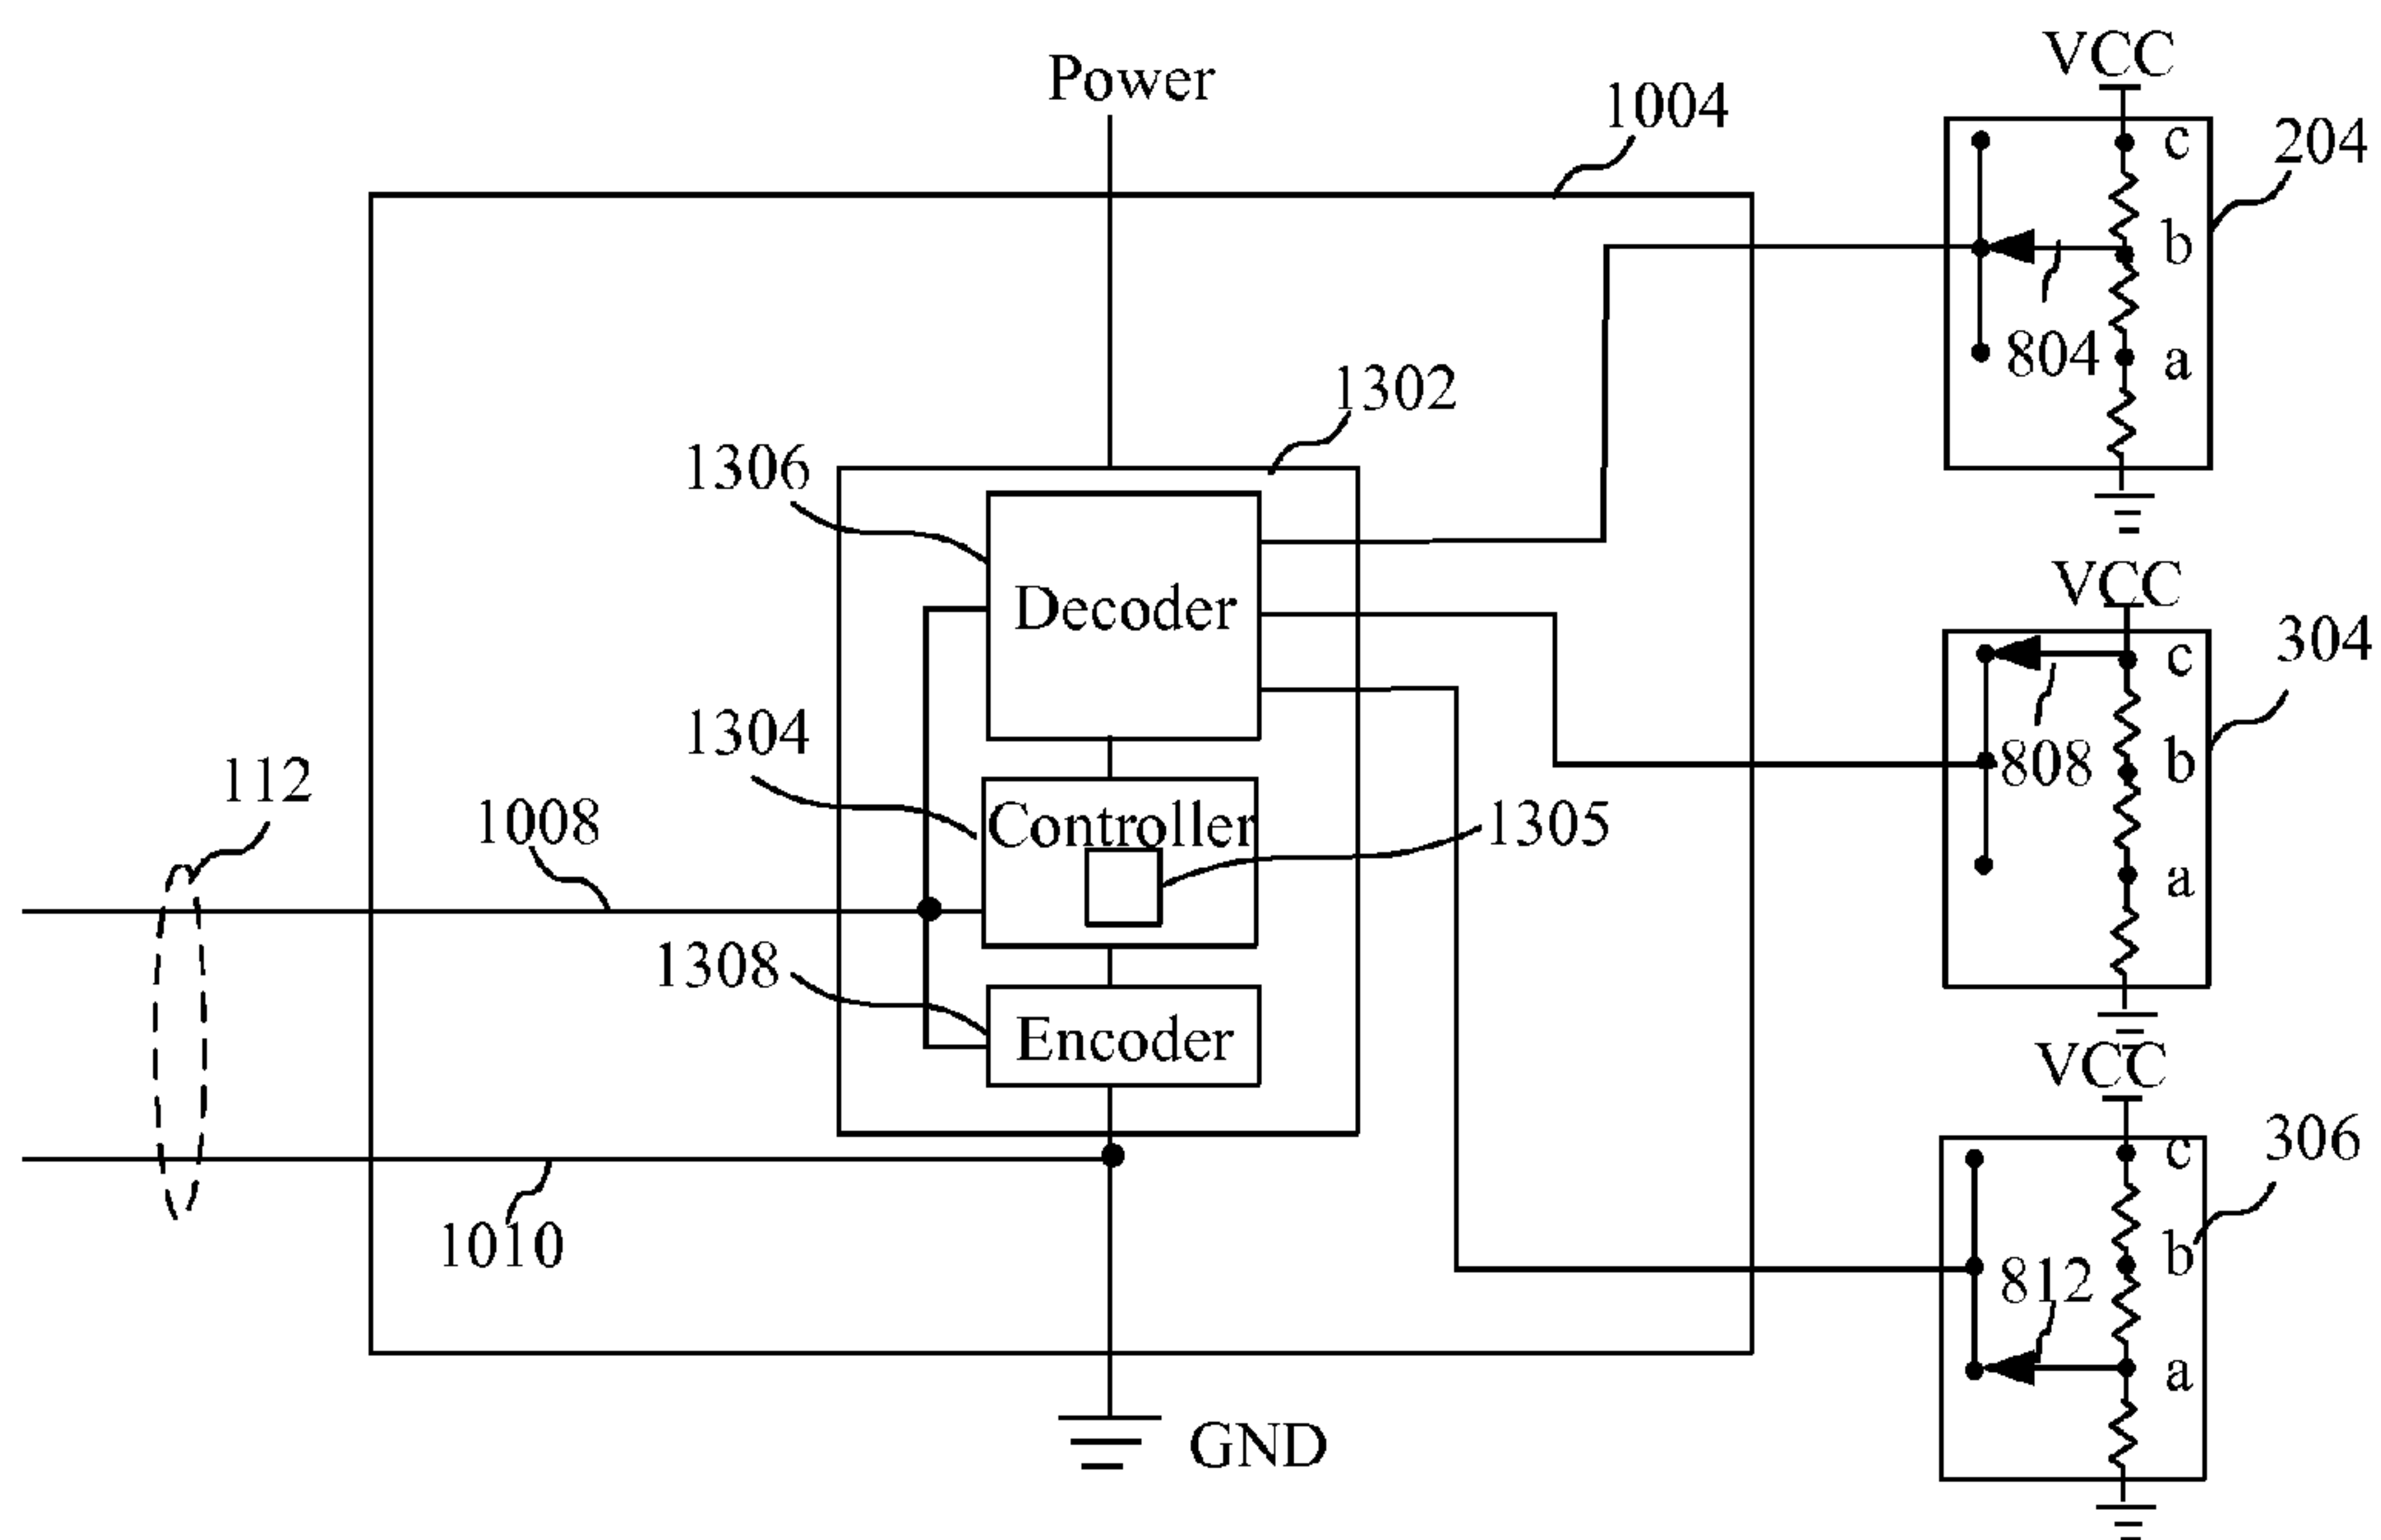 Power
VCC
1004
204
c
b
a
804
1302
1306
Decoder
VCC
304
c
b
a
808
1304
Controller
1305
112
1008
1308
Encoder
1010
VCC
306
c
b
a
812
GND